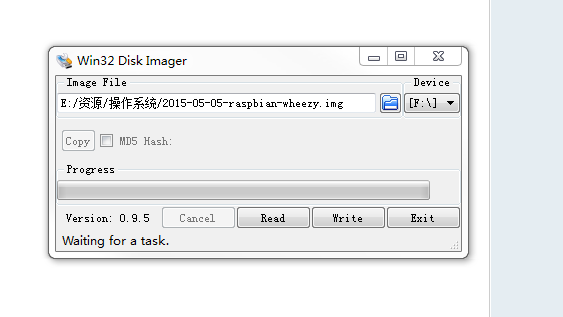 Win32 Disk Imager
Image File
Device
E:/资源/操作系统/2015-05-05-raspbian-wheezy.img
[F:\]
Copy
MD5 Hash:
Progress
Version: 0.9.5
Cancel
Read
Write
Exit
Waiting for a task.